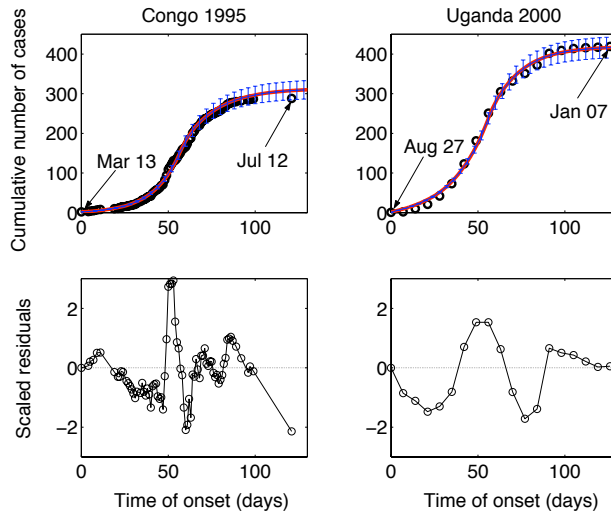 Congo 1995
Uganda 2000
Cumulative number of cases
400
300
200
100
0
Mar 13
Jul 12
0 50 100
400
300
200
100
0
Aug 27
Jan 07
0 50 100
Scaled residuals
2
0
−2
0 50 100
Time of onset (days)
2
0
−2
0 50 100
Time of onset (days)